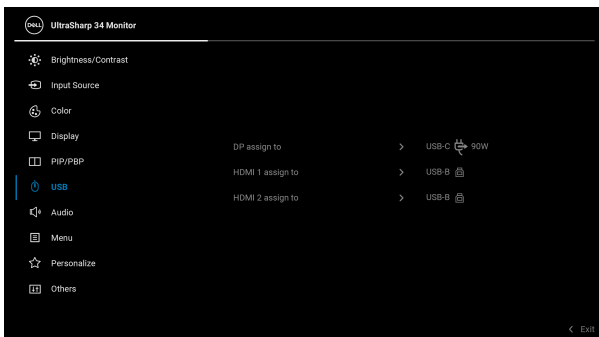 DELL UltraSharp 34 Monitor
Brightness/Contrast
Input Source
Color
Display
PIP/PBP
USB
Audio
Menu
Personalize
Others
DP assign to > USB-C 90W
HDMI 1 assign to > USB-B
HDMI 2 assign to > USB-B
< Exit